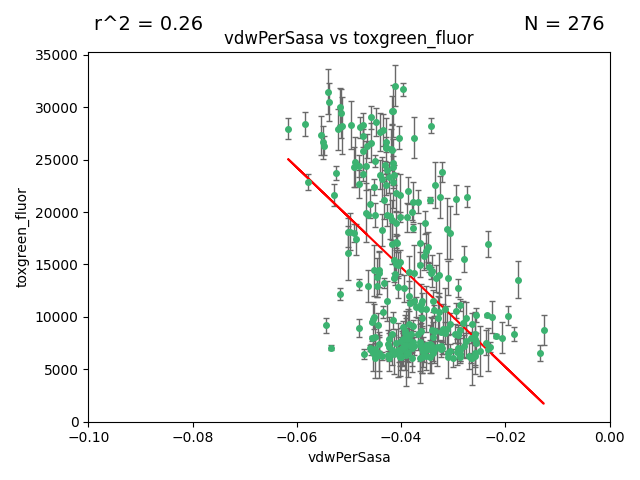 r^2 = 0.26
N = 276
vdwPerSasa vs toxgreen_fluor
35000
30000
25000
20000
15000
10000
5000
0
toxgreen_fluor
−0.10
−0.08
−0.06
−0.04
−0.02
0.00
vdwPerSasa